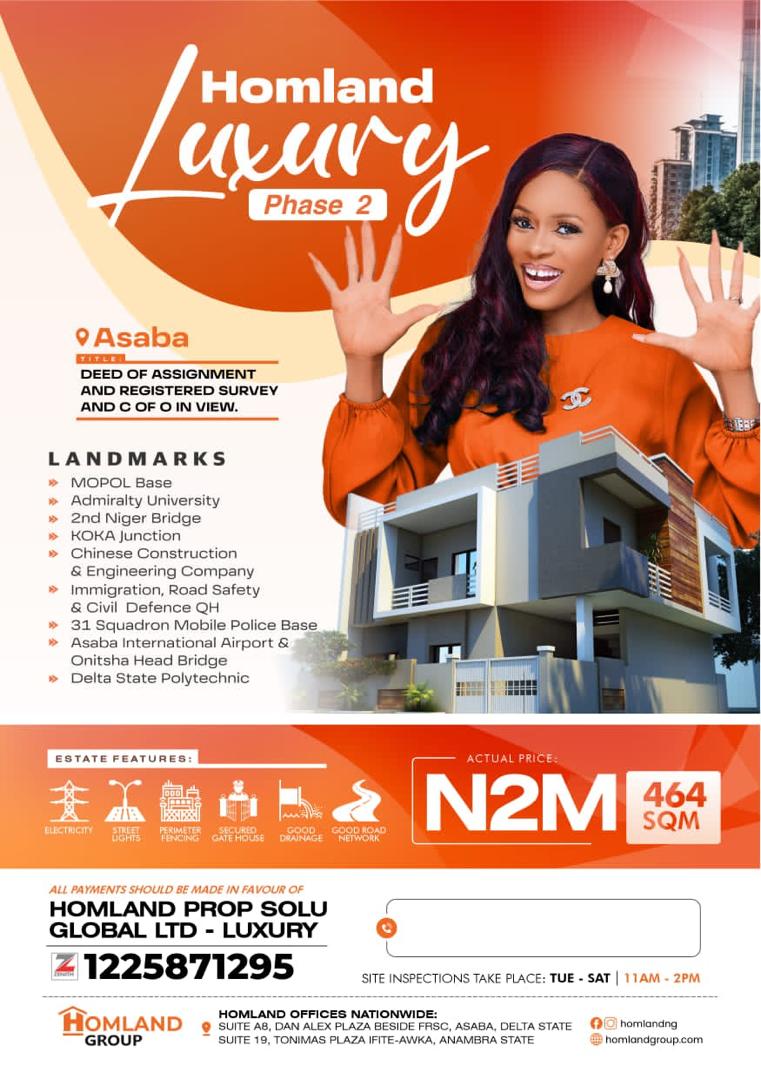 Homland
Luxury
Phase 2
Asaba
TITLE:
DEED OF ASSIGNMENT
AND REGISTERED SURVEY
AND C OF O IN VIEW.
LANDMARKS
MOPOL Base
Admiralty University
2nd Niger Bridge
KOKA Junction
Chinese Construction
& Engineering Company
Immigration, Road Safety
& Civil Defence QH
31 Squadron Mobile Police Base
Asaba International Airport &
Onitsha Head Bridge
Delta State Polytechnic
ESTATE FEATURES:
ELECTRICITY
STREET
LIGHTS
PERIMETER
FENCING
SECURED
GATE HOUSE
GOOD
DRAINAGE
GOOD ROAD
NETWORK
ACTUAL PRICE:
N2M
464
SQM
ALL PAYMENTS SHOULD BE MADE IN FAVOUR OF
HOMLAND PROP SOLU
GLOBAL LTD - LUXURY
ZENITH
1225871295
SITE INSPECTIONS TAKE PLACE: TUE - SAT | 11AM - 2PM
HOMLAND
GROUP
HOMLAND OFFICES NATIONWIDE:
SUITE A8, DAN ALEX PLAZA BESIDE FRSC, ASABA, DELTA STATE
SUITE 19, TONIMAS PLAZA IFITE-AWKA, ANAMBRA STATE
homlandng
homlandgroup.com